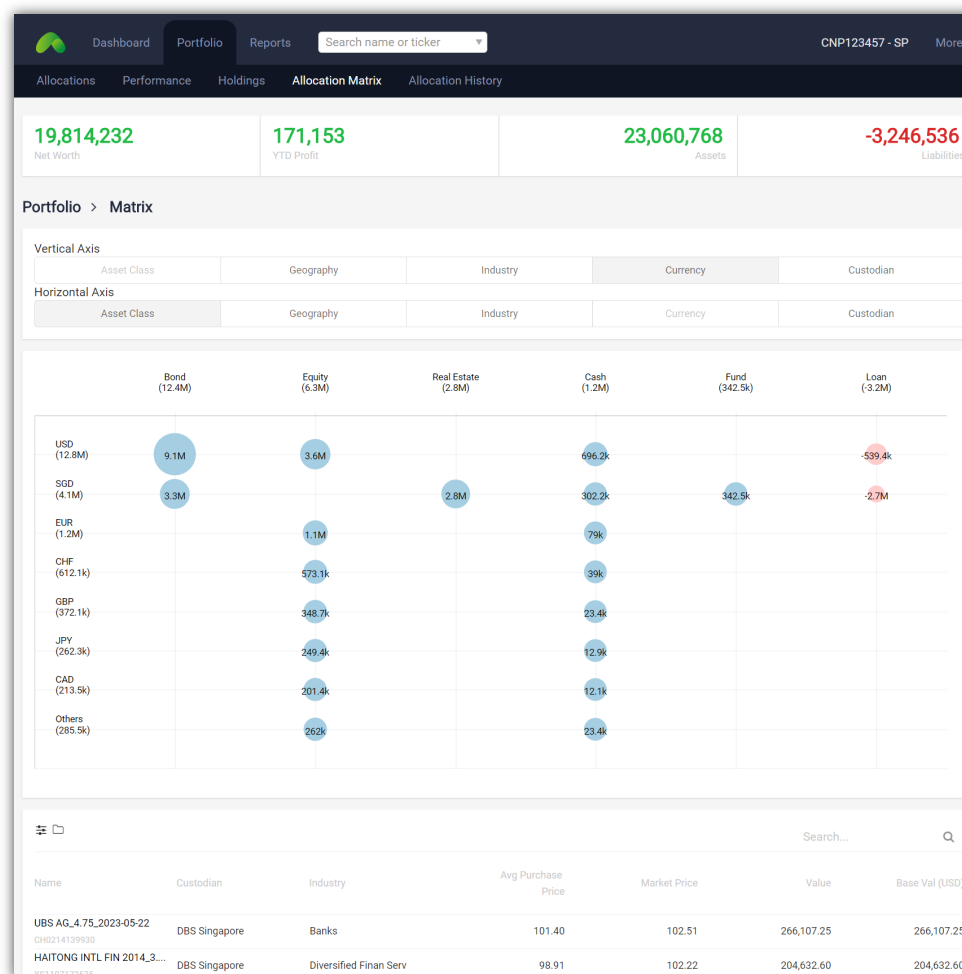 Dashboard Portfolio Reports Search name or ticker CNP123457 - SP More
Allocations Performance Holdings Allocation Matrix Allocation History
19,814,232 171,153 23,060,768 -3,246,536
Net Worth YTD Profit Assets Liabilities
Portfolio > Matrix
Vertical Axis
Asset Class Geography Industry Currency Custodian
Horizontal Axis
Asset Class Geography Industry Currency Custodian
Bond Equity Real Estate Cash Fund Loan
(12.4M) (6.3M) (2.8M) (1.2M) (342.5k) (-3.2M)
USD
(12.8M) 9.1M 3.6M 696.2k -539.4k
SGD
(4.1M) 3.3M 2.8M 302.2k 342.5k -2.7M
EUR
(1.2M) 1.1M 79k
CHF
(612.1k) 573.1k 39k
GBP
(372.1k) 348.7k 23.4k
JPY
(262.3k) 249.4k 12.9k
CAD
(213.5k) 201.4k 12.1k
Others
(285.5k) 262k 23.4k
Search...
Avg Purchase
Name Custodian Industry Market Price Value Base Val (USD)
Price
UBS AG_4.75_2023-05-22
DBS Singapore Banks 101.40 102.51 266,107.25 266,107.25
CH0214139930
HAITONG INTL FIN 2014_3....
DBS Singapore Diversified Finan Serv 98.91 102.22 204,632.60 204,632.60